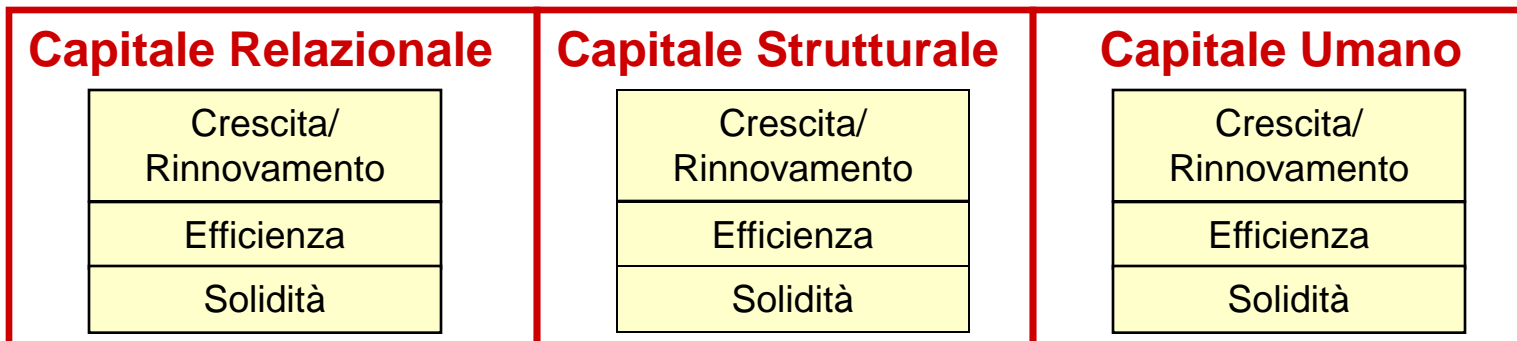 Capitale Relazionale
Crescita/
Rinnovamento
Efficienza
Solidità
Capitale Strutturale
Crescita/
Rinnovamento
Efficienza
Solidità
Capitale Umano
Crescita/
Rinnovamento
Efficienza
Solidità